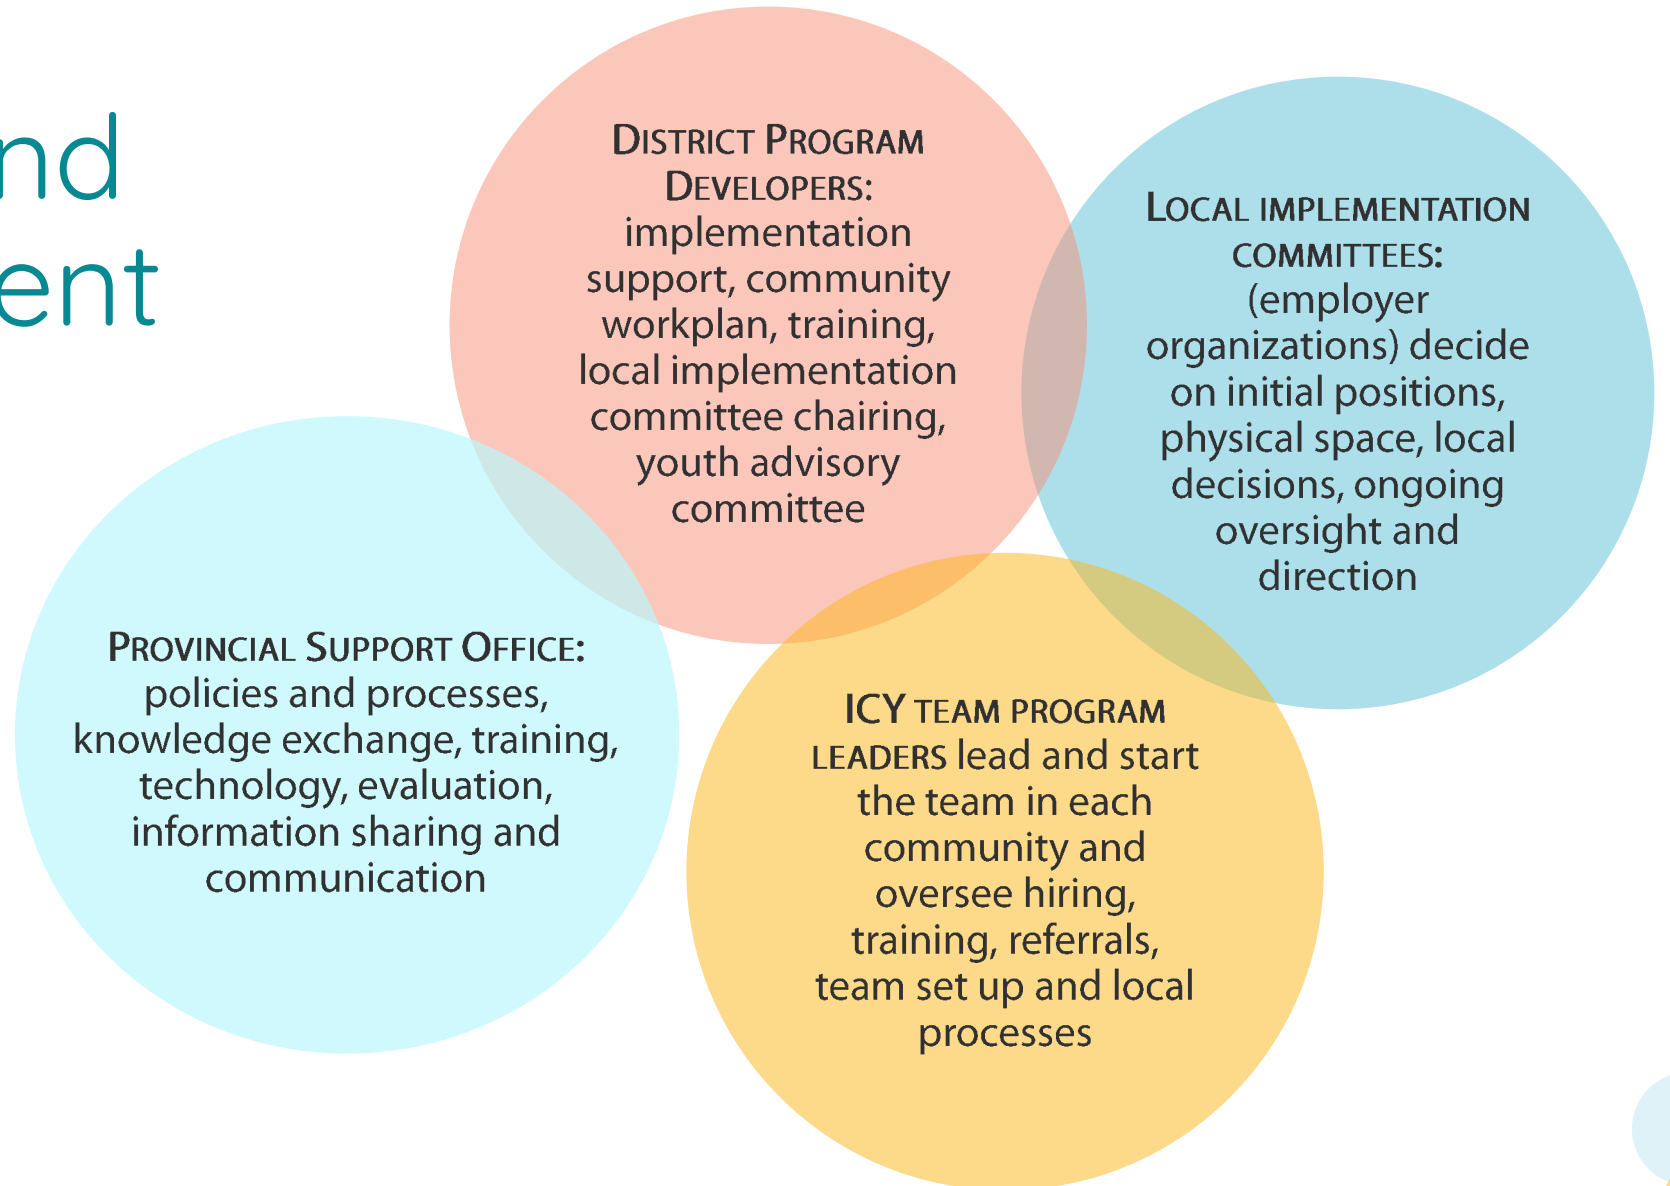 nd
ent
DISTRICT PROGRAM
DEVELOPERS:
implementation
support, community
workplan, training,
local implementation
committee chairing,
youth advisory
committee
LOCAL IMPLEMENTATION
COMMITTEES:
(employer
organizations) decide
on initial positions,
physical space, local
decisions, ongoing
oversight and
direction
PROVINCIAL SUPPORT OFFICE:
policies and processes,
knowledge exchange, training,
technology, evaluation,
information sharing and
communication
ICY TEAM PROGRAM
LEADERS lead and start
the team in each
community and
oversee hiring,
training, referrals,
team set up and local
processes